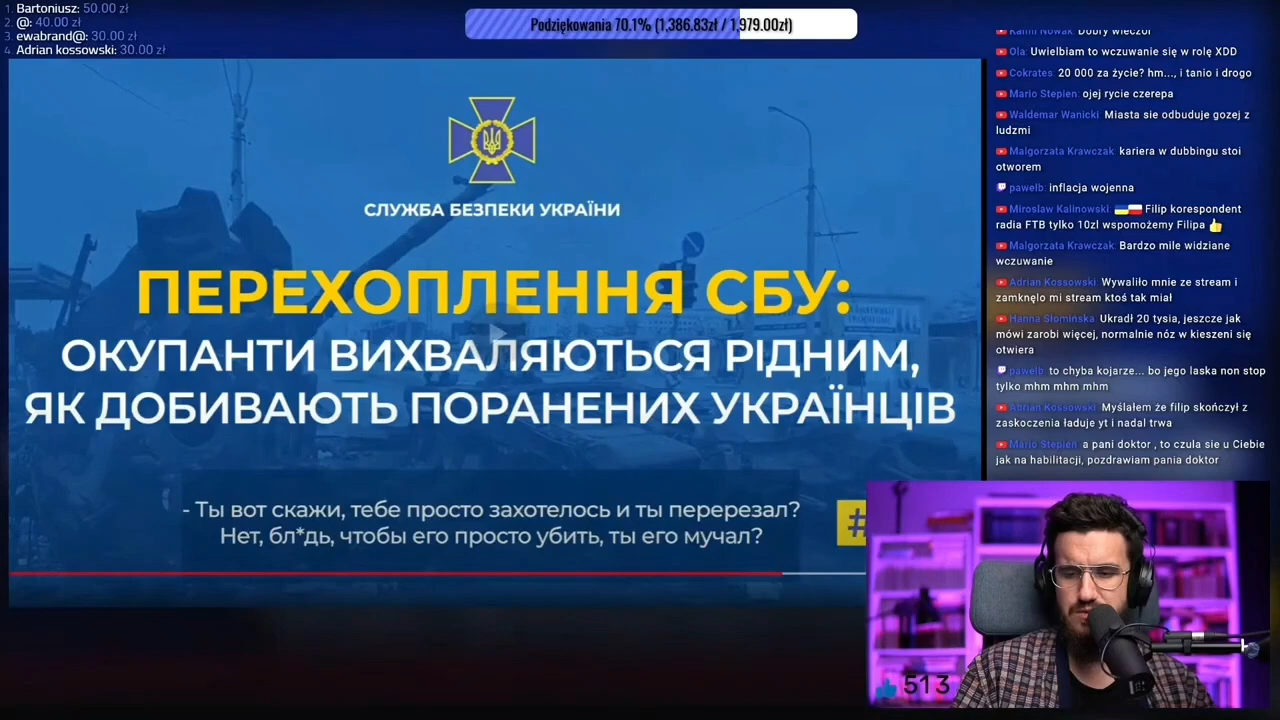 1. Bartoniusz: 50.00 zł
2. @: 40.00 zł
3. ewa.brand@: 30.00 zł
4. Adrian kossowski: 30.00 zł
Podziękowania 70.1% (1,386.83zł / 1,979.00zł)
СЛУЖБА БЕЗПЕКИ УКРАЇНИ
ПЕРЕХОПЛЕННЯ СБУ:
ОКУПАНТИ ВИХВАЛЯЮТЬСЯ РІДНИМ,
ЯК ДОБИВАЮТЬ ПОРАНЕНИХ УКРАЇНЦІВ
- Ты вот скажи, тебе просто захотелось и ты перерезал?
Нет, бл*дь, чтобы его просто убить, ты его мучал?
#
Kamil Nowak: Dobry wieczór
Ola: Uwielbiam to wczuwanie się w rolę XDD
Cokrates: 20 000 za życie? hm..., i tanio i drogo
Mario Stepien: ojej rycie czerepa
Waldemar Wanicki: Miasta sie odbuduje gozej z
ludzmi
Malgorzata Krawczak: kariera w dubbingu stoi
otworem
pawelb: inflacja wojenna
Miroslaw Kalinowski: 🇺🇦🇵🇱 Filip korespondent
radia FTB tylko 10zl wspomożemy Filipa 👍
Malgorzata Krawczak: Bardzo mile widziane
wczuwanie
Adrian Kossowski: Wywaliło mnie ze stream i
zamknęlo mi stream ktoś tak miał
Hanna Słomińska: Ukradł 20 tysia, jeszcze jak
mówi zarobi więcej, normalnie nóz w kieszeni się
otwiera
pawelb: to chyba kojarze... bo jego laska non stop
tylko mhm mhm mhm
Adrian Kossowski: Myślałem że filip skończył z
zaskoczenia ładuje yt i nadal trwa
Mario Stepien: a pani doktor , to czula sie u Ciebie
jak na habilitacji, pozdrawiam pania doktor
513